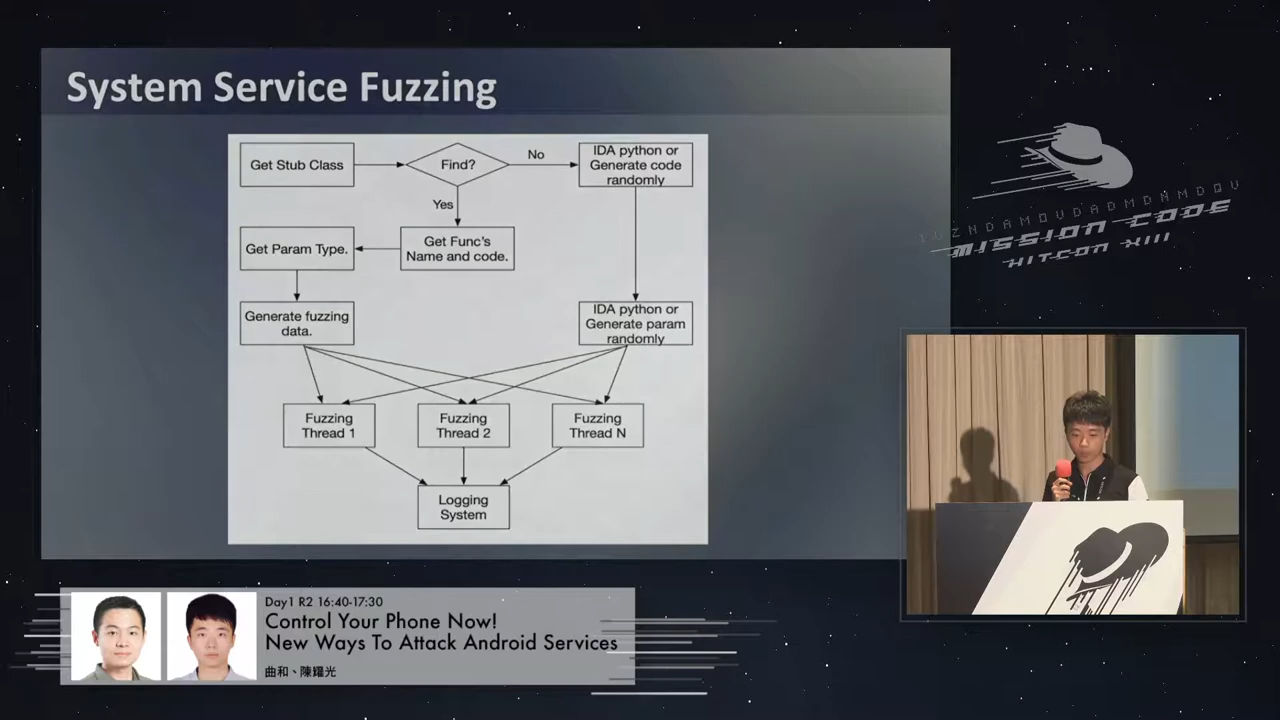 System Service Fuzzing
Get Stub Class
Find?
No
IDA python or
Generate code
randomly
Yes
Get Param Type.
Get Func's
Name and code.
Generate fuzzing
data.
IDA python or
Generate param
randomly
Fuzzing
Thread 1
Fuzzing
Thread 2
Fuzzing
Thread N
Logging
System
MISSION CODE
HITCON XIII
Day1 R2 16:40-17:30
Control Your Phone Now!
New Ways To Attack Android Services
曲和、陳耀光